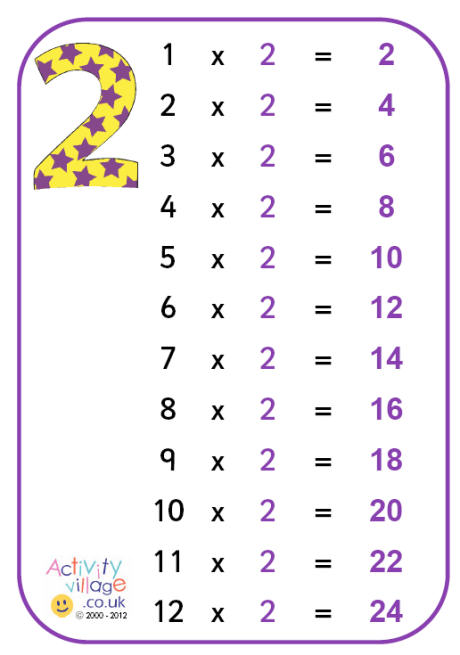 2
1 x 2 = 2
2 x 2 = 4
3 x 2 = 6
4 x 2 = 8
5 x 2 = 10
6 x 2 = 12
7 x 2 = 14
8 x 2 = 16
9 x 2 = 18
10 x 2 = 20
11 x 2 = 22
12 x 2 = 24
Activity
village
.co.uk
© 2000 - 2012